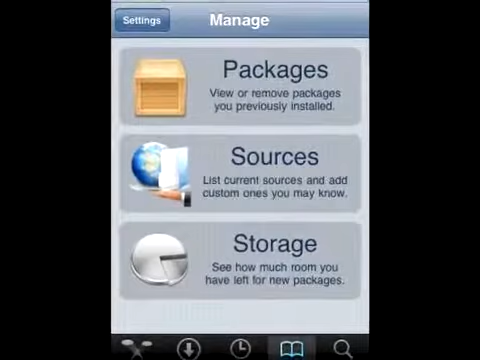 Settings
Manage
Packages
View or remove packages
you previously installed.
Sources
List current sources and add
custom ones you may know.
Storage
See how much room you
have left for new packages.